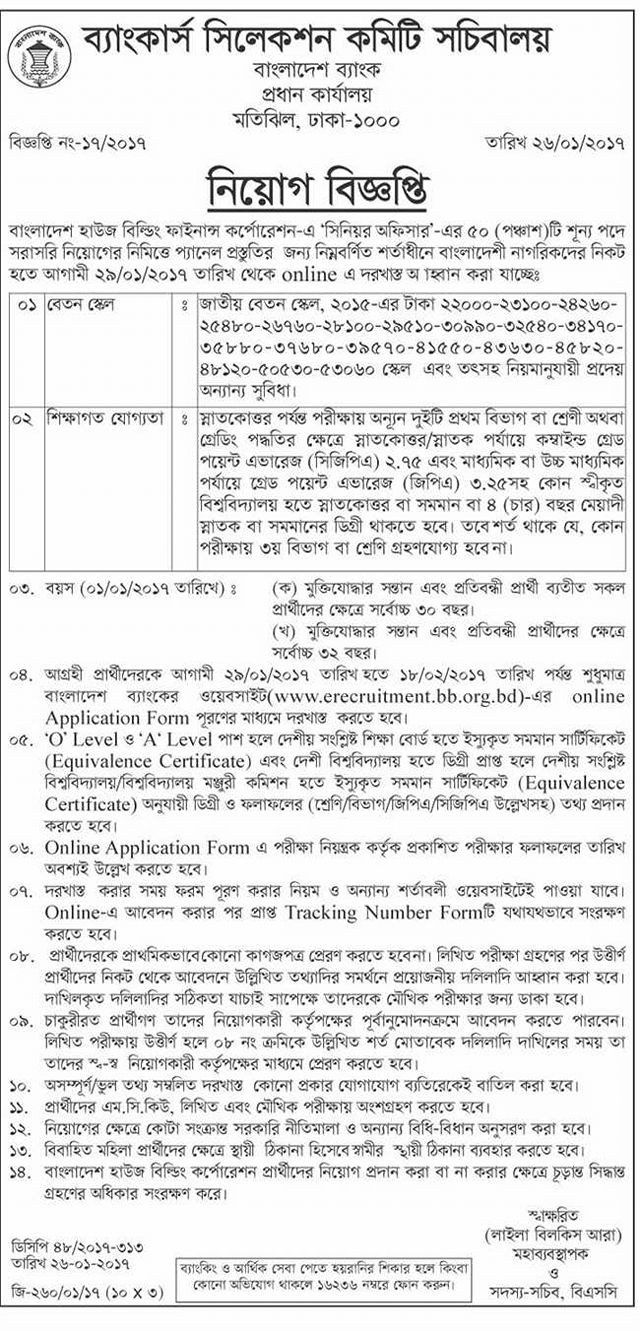 ব্যাংকার্স সিলেকশন কমিটি সচিবালয়
বাংলাদেশ ব্যাংক
প্রধান কার্যালয়
মতিঝিল, ঢাকা-১০০০
বিজ্ঞপ্তি নং-১৭/২০১৭ তারিখ ২৬/০১/২০১৭
নিয়োগ বিজ্ঞপ্তি
বাংলাদেশ হাউজ বিল্ডিং ফাইনান্স কর্পোরেশন-এ ‘সিনিয়র অফিসার’-এর ৫০ (পঞ্চাশ)টি শূন্য পদে
সরাসরি নিয়োগের নিমিত্তে প্যানেল প্রস্তুতির জন্য নিম্নবর্ণিত শর্তাধীনে বাংলাদেশী নাগরিকদের নিকট
হতে আগামী ২৯/০১/২০১৭ তারিখ থেকে online এ দরখাস্ত আহ্বান করা যাচ্ছেঃ
০১ বেতন স্কেল ঃ জাতীয় বেতন স্কেল, ২০১৫-এর টাকা ২২০০০-২৩১০০-২৪২৬০-
২৫৪৮০-২৬৭৬০-২৮১০০-২৯৫১০-৩০৯৯০-৩২৫৪০-৩৪১৭০-
৩৫৮৮০-৩৭৬৮০-৩৯৫৭০-৪১৫৫০-৪৩৬৩০-৪৫৮২০-
৪৮১২০-৫০৫৩০-৫৩০৬০ স্কেল এবং তৎসহ নিয়মানুযায়ী প্রদেয়
অন্যান্য সুবিধা।
০২ শিক্ষাগত যোগ্যতা ঃ স্নাতকোত্তর পর্যন্ত পরীক্ষায় অন্যূন দুইটি প্রথম বিভাগ বা শ্রেণী অথবা
গ্রেডিং পদ্ধতির ক্ষেত্রে স্নাতকোত্তর/স্নাতক পর্যায়ে কম্বাইন্ড গ্রেড
পয়েন্ট এভারেজ (সিজিপিএ) ২.৭৫ এবং মাধ্যমিক বা উচ্চ মাধ্যমিক
পর্যায়ে গ্রেড পয়েন্ট এভারেজ (জিপিএ) ৩.২৫সহ কোন স্বীকৃত
বিশ্ববিদ্যালয় হতে স্নাতকোত্তর বা সমমান বা ৪ (চার) বছর মেয়াদী
স্নাতক বা সমমানের ডিগ্রী থাকতে হবে। তবে শর্ত থাকে যে, কোন
পরীক্ষায় ৩য় বিভাগ বা শ্রেণি গ্রহণযোগ্য হবে না।
০৩. বয়স (০১/০১/২০১৭ তারিখে) ঃ (ক) মুক্তিযোদ্ধার সন্তান এবং প্রতিবন্ধী প্রার্থী ব্যতীত সকল
প্রার্থীদের ক্ষেত্রে সর্বোচ্চ ৩০ বছর।
(খ) মুক্তিযোদ্ধার সন্তান এবং প্রতিবন্ধী প্রার্থীদের ক্ষেত্রে
সর্বোচ্চ ৩২ বছর।
০৪. আগ্রহী প্রার্থীদেরকে আগামী ২৯/০১/২০১৭ তারিখ হতে ১৮/০২/২০১৭ তারিখ পর্যন্ত শুধুমাত্র
বাংলাদেশ ব্যাংকের ওয়েবসাইট(www.erecruitment.bb.org.bd)-এর online
Application Form পূরণের মাধ্যমে দরখাস্ত করতে হবে।
০৫. ‘O’ Level ও ‘A’ Level পাশ হলে দেশীয় সংশ্লিষ্ট শিক্ষা বোর্ড হতে ইস্যুকৃত সমমান সার্টিফিকেট
(Equivalence Certificate) এবং দেশী বিশ্ববিদ্যালয় হতে ডিগ্রী প্রাপ্ত হলে দেশীয় সংশ্লিষ্ট
বিশ্ববিদ্যালয়/বিশ্ববিদ্যালয় মঞ্জুরী কমিশন হতে ইস্যুকৃত সমমান সার্টিফিকেট (Equivalence
Certificate) অনুযায়ী ডিগ্রী ও ফলাফলের (শ্রেণি/বিভাগ/জিপিএ/সিজিপিএ উল্লেখসহ) তথ্য প্রদান
করতে হবে।
০৬. Online Application Form এ পরীক্ষা নিয়ন্ত্রক কর্তৃক প্রকাশিত পরীক্ষার ফলাফলের তারিখ
অবশ্যই উল্লেখ করতে হবে।
০৭. দরখাস্ত করার সময় ফরম পূরণ করার নিয়ম ও অন্যান্য শর্তাবলী ওয়েবসাইটেই পাওয়া যাবে।
Online-এ আবেদন করার পর প্রাপ্ত Tracking Number Formটি যথাযথভাবে সংরক্ষণ
করতে হবে।
০৮. প্রার্থীদেরকে প্রাথমিকভাবে কোনো কাগজপত্র প্রেরণ করতে হবেনা। লিখিত পরীক্ষা গ্রহণের পর উত্তীর্ণ
প্রার্থীদের নিকট থেকে আবেদনে উল্লিখিত তথ্যাদির সমর্থনে প্রয়োজনীয় দলিলাদি আহ্বান করা হবে।
দাখিলকৃত দলিলাদির সঠিকতা যাচাই সাপেক্ষে তাদেরকে মৌখিক পরীক্ষার জন্য ডাকা হবে।
০৯. চাকুরীরত প্রার্থীগণ তাদের নিয়োগকারী কর্তৃপক্ষের পূর্বানুমোদনক্রমে আবেদন করতে পারবেন।
লিখিত পরীক্ষায় উত্তীর্ণ হলে ০৮ নং ক্রমিকে উল্লিখিত শর্ত মোতাবেক দলিলাদি দাখিলের সময় তা
তাদের স্ব-স্ব নিয়োগকারী কর্তৃপক্ষের মাধ্যমে প্রেরণ করতে হবে।
১০. অসম্পূর্ণ/ভুল তথ্য সম্বলিত দরখাস্ত কোনো প্রকার যোগাযোগ ব্যতিরেকেই বাতিল করা হবে।
১১. প্রার্থীদের এম.সি.কিউ, লিখিত এবং মৌখিক পরীক্ষায় অংশগ্রহণ করতে হবে।
১২. নিয়োগের ক্ষেত্রে কোটা সংক্রান্ত সরকারি নীতিমালা ও অন্যান্য বিধি-বিধান অনুসরণ করা হবে।
১৩. বিবাহিত মহিলা প্রার্থীদের ক্ষেত্রে স্থায়ী ঠিকানা হিসেবে স্বামীর স্থায়ী ঠিকানা ব্যবহার করতে হবে।
১৪. বাংলাদেশ হাউজ বিল্ডিং কর্পোরেশন প্রার্থীদের নিয়োগ প্রদান করা বা না করার ক্ষেত্রে চূড়ান্ত সিদ্ধান্ত
গ্রহণের অধিকার সংরক্ষণ করে।
স্বাক্ষরিত
(লাইলা বিলকিস আরা)
মহাব্যবস্থাপক
ও
সদস্য-সচিব, বিএসসি
ডিসিপি ৪৮/২০১৭-৩১৩
তারিখ ২৬-০১-২০১৭
জি-২৬০/০১/১৭ (১০ X ৩)
ব্যাংকিং ও আর্থিক সেবা পেতে হয়রানির শিকার হলে কিংবা
কোনো অভিযোগ থাকলে ১৬২৩৬ নম্বরে ফোন করুন।